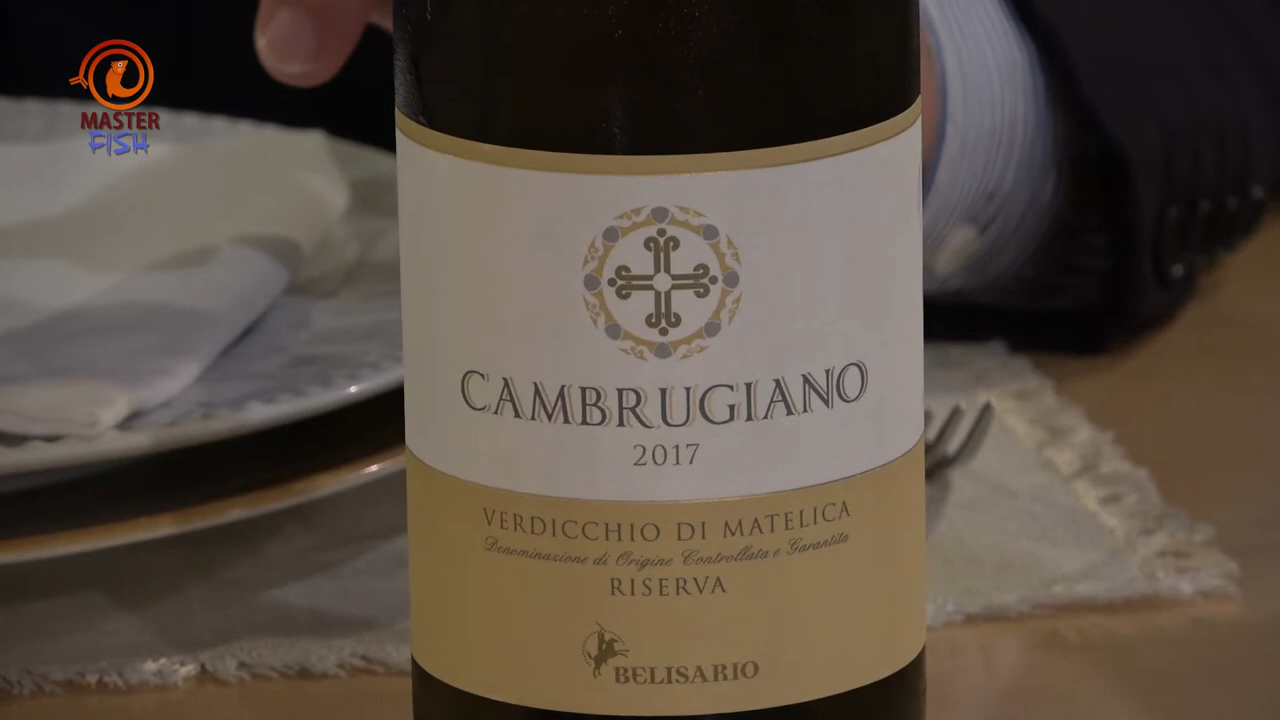 MASTER
FISH
CAMBRUGIANO
2017
VERDICCHIO DI MATELICA
Denominazione di Origine Controllata e Garantita
RISERVA
BELISARIO